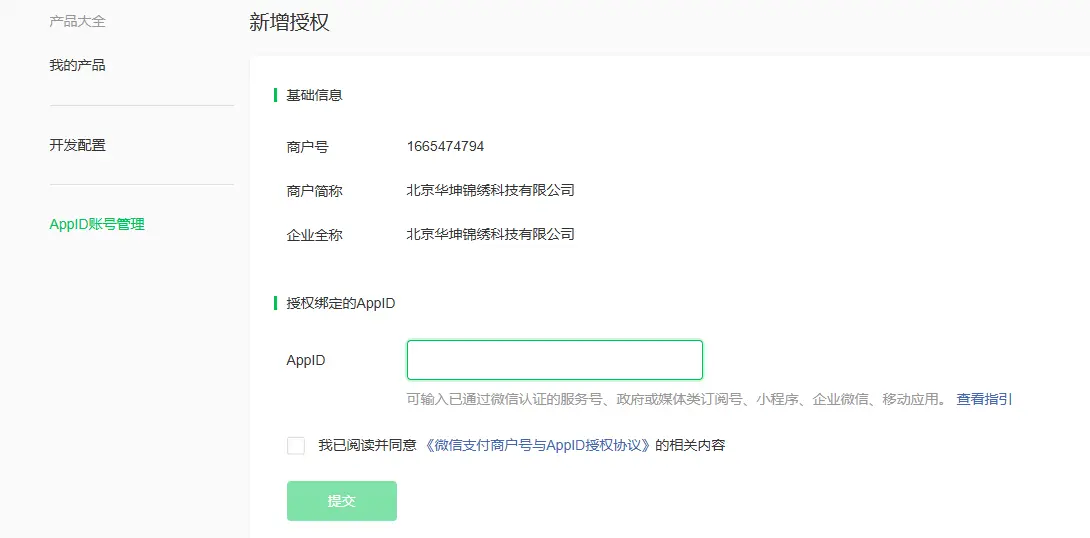 产品大全
我的产品
开发配置
AppID账号管理
新增授权
基础信息
商户号 1665474794
商户简称 北京华坤锦绣科技有限公司
企业全称 北京华坤锦绣科技有限公司
授权绑定的AppID
AppID
可输入已通过微信认证的服务号、政府或媒体类订阅号、小程序、企业微信、移动应用。 查看指引
我已阅读并同意《微信支付商户号与AppID授权协议》的相关内容
提交